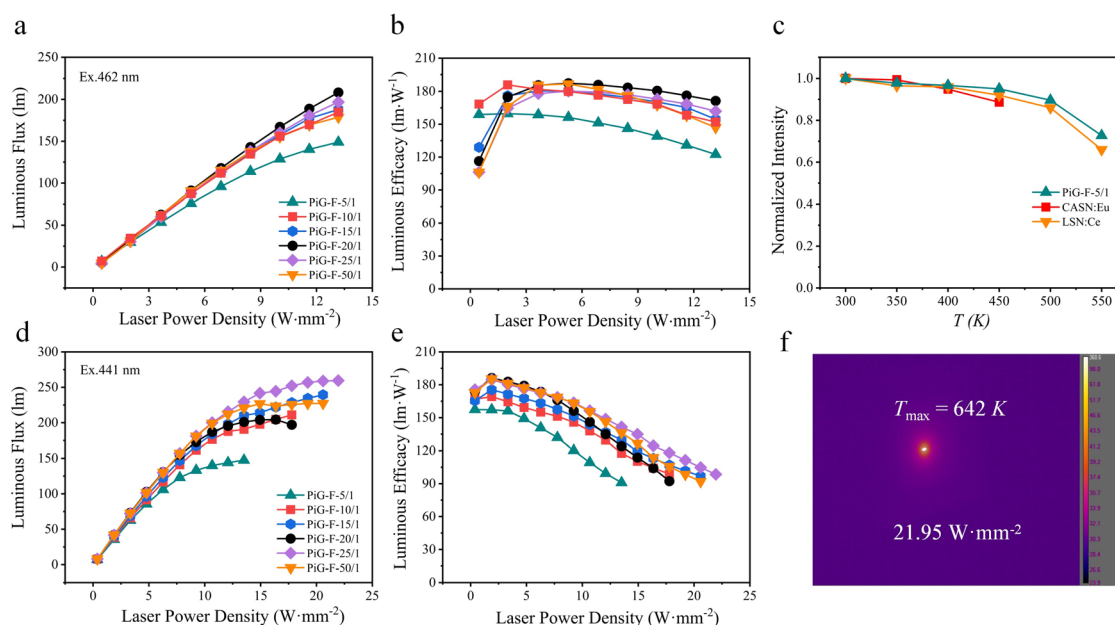 a
Luminous Flux (lm)
250
200
150
100
50
0
Ex.462 nm
PiG-F-5/1
PiG-F-10/1
PiG-F-15/1
PiG-F-20/1
PiG-F-25/1
PiG-F-50/1
0 3 6 9 12 15
Laser Power Density (W·mm⁻²)
b
Luminous Efficacy (lm·W⁻¹)
210
180
150
120
90
60
30
0
0 3 6 9 12 15
Laser Power Density (W·mm⁻²)
c
Normalized Intensity
1.0
0.8
0.6
0.4
0.2
0.0
PiG-F-5/1
CASN:Eu
LSN:Ce
300 350 400 450 500 550
T (K)
d
Luminous Flux (lm)
300
250
200
150
100
50
0
Ex.441 nm
PiG-F-5/1
PiG-F-10/1
PiG-F-15/1
PiG-F-20/1
PiG-F-25/1
PiG-F-50/1
0 5 10 15 20 25
Laser Power Density (W·mm⁻²)
e
Luminous Efficacy (lm·W⁻¹)
210
180
150
120
90
60
30
0
0 5 10 15 20 25
Laser Power Density (W·mm⁻²)
f
Tmax = 642 K
21.95 W·mm⁻²